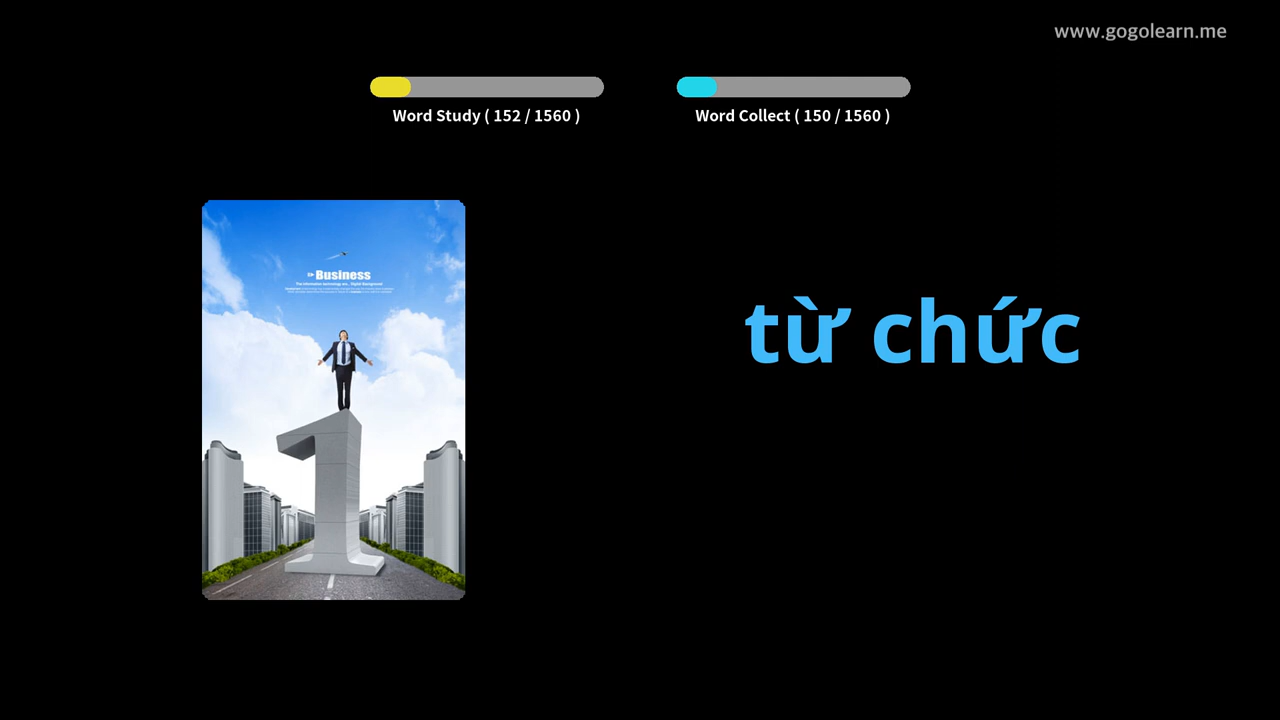 www.gogolearn.me
Word Study ( 152 / 1560 )
Word Collect ( 150 / 1560 )
Business
từ chức